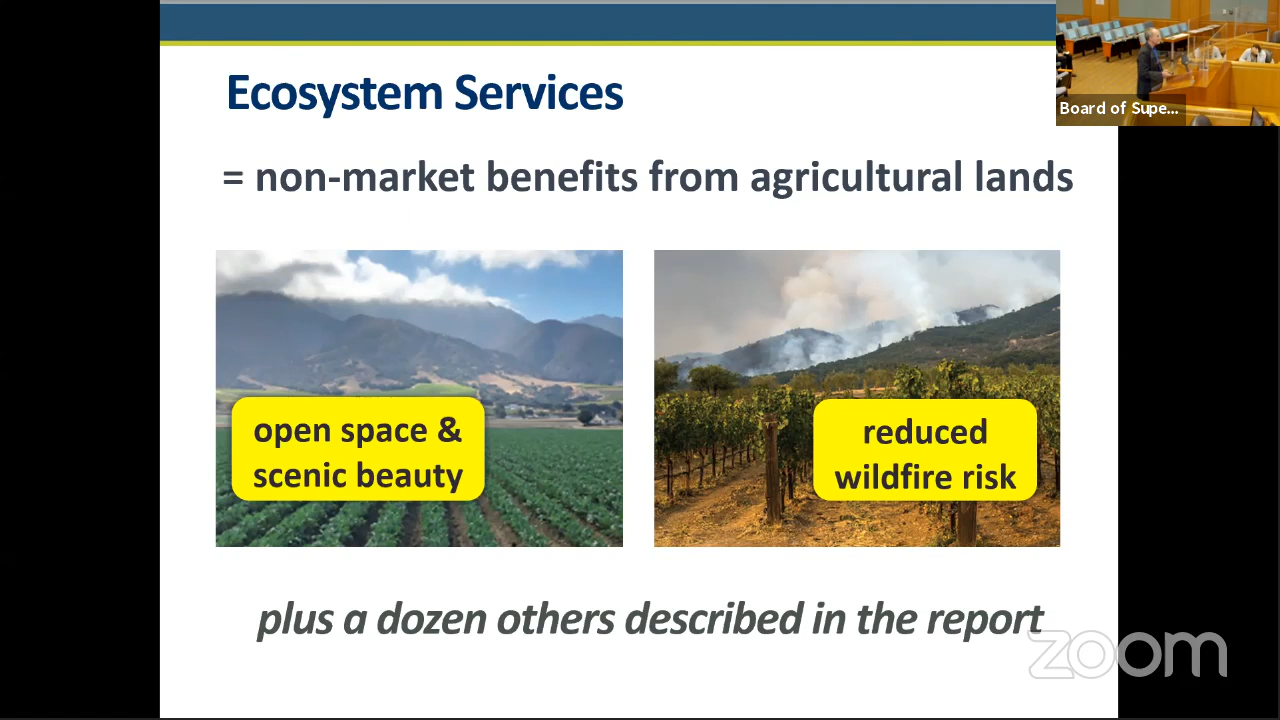 Ecosystem Services
Board of Supe...
= non-market benefits from agricultural lands
open space &
scenic beauty
reduced
wildfire risk
plus a dozen others described in the report
zoom